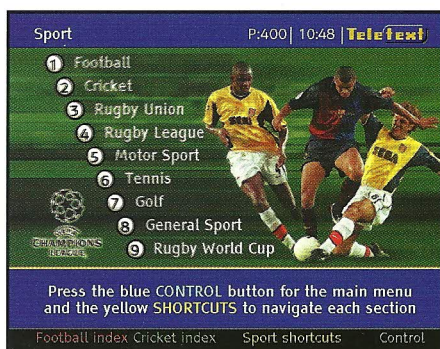 Sport P:400 | 10:48 | Teletext
1 Football
2 Cricket
3 Rugby Union
4 Rugby League
5 Motor Sport
6 Tennis
7 Golf
8 General Sport
9 Rugby World Cup
SEGA
SEGA
CHAMPIONS
LEAGUE
Press the blue CONTROL button for the main menu
and the yellow SHORTCUTS to navigate each section
Football index Cricket index Sport shortcuts Control